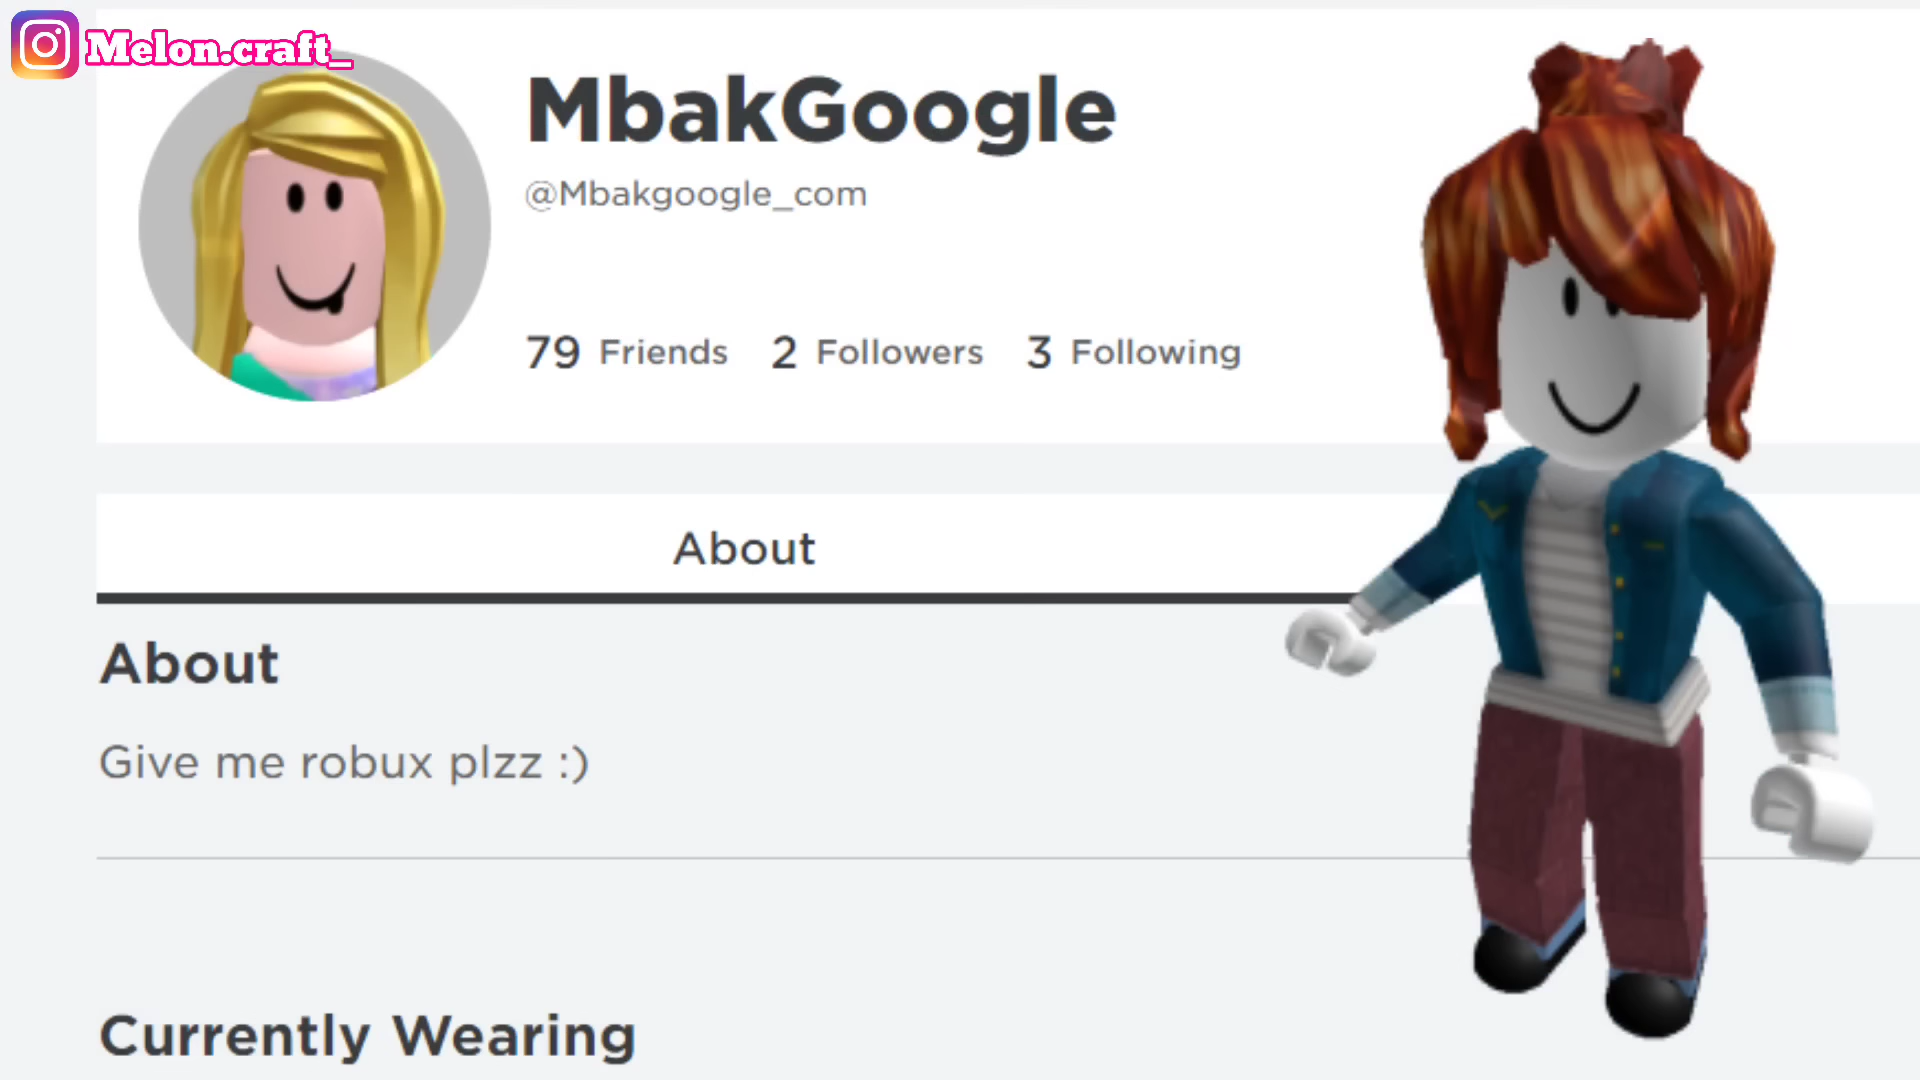 Melon.craft_
MbakGoogle
@Mbakgoogle_com
79 Friends 2 Followers 3 Following
About
About
Give me robux plzz :)
Currently Wearing